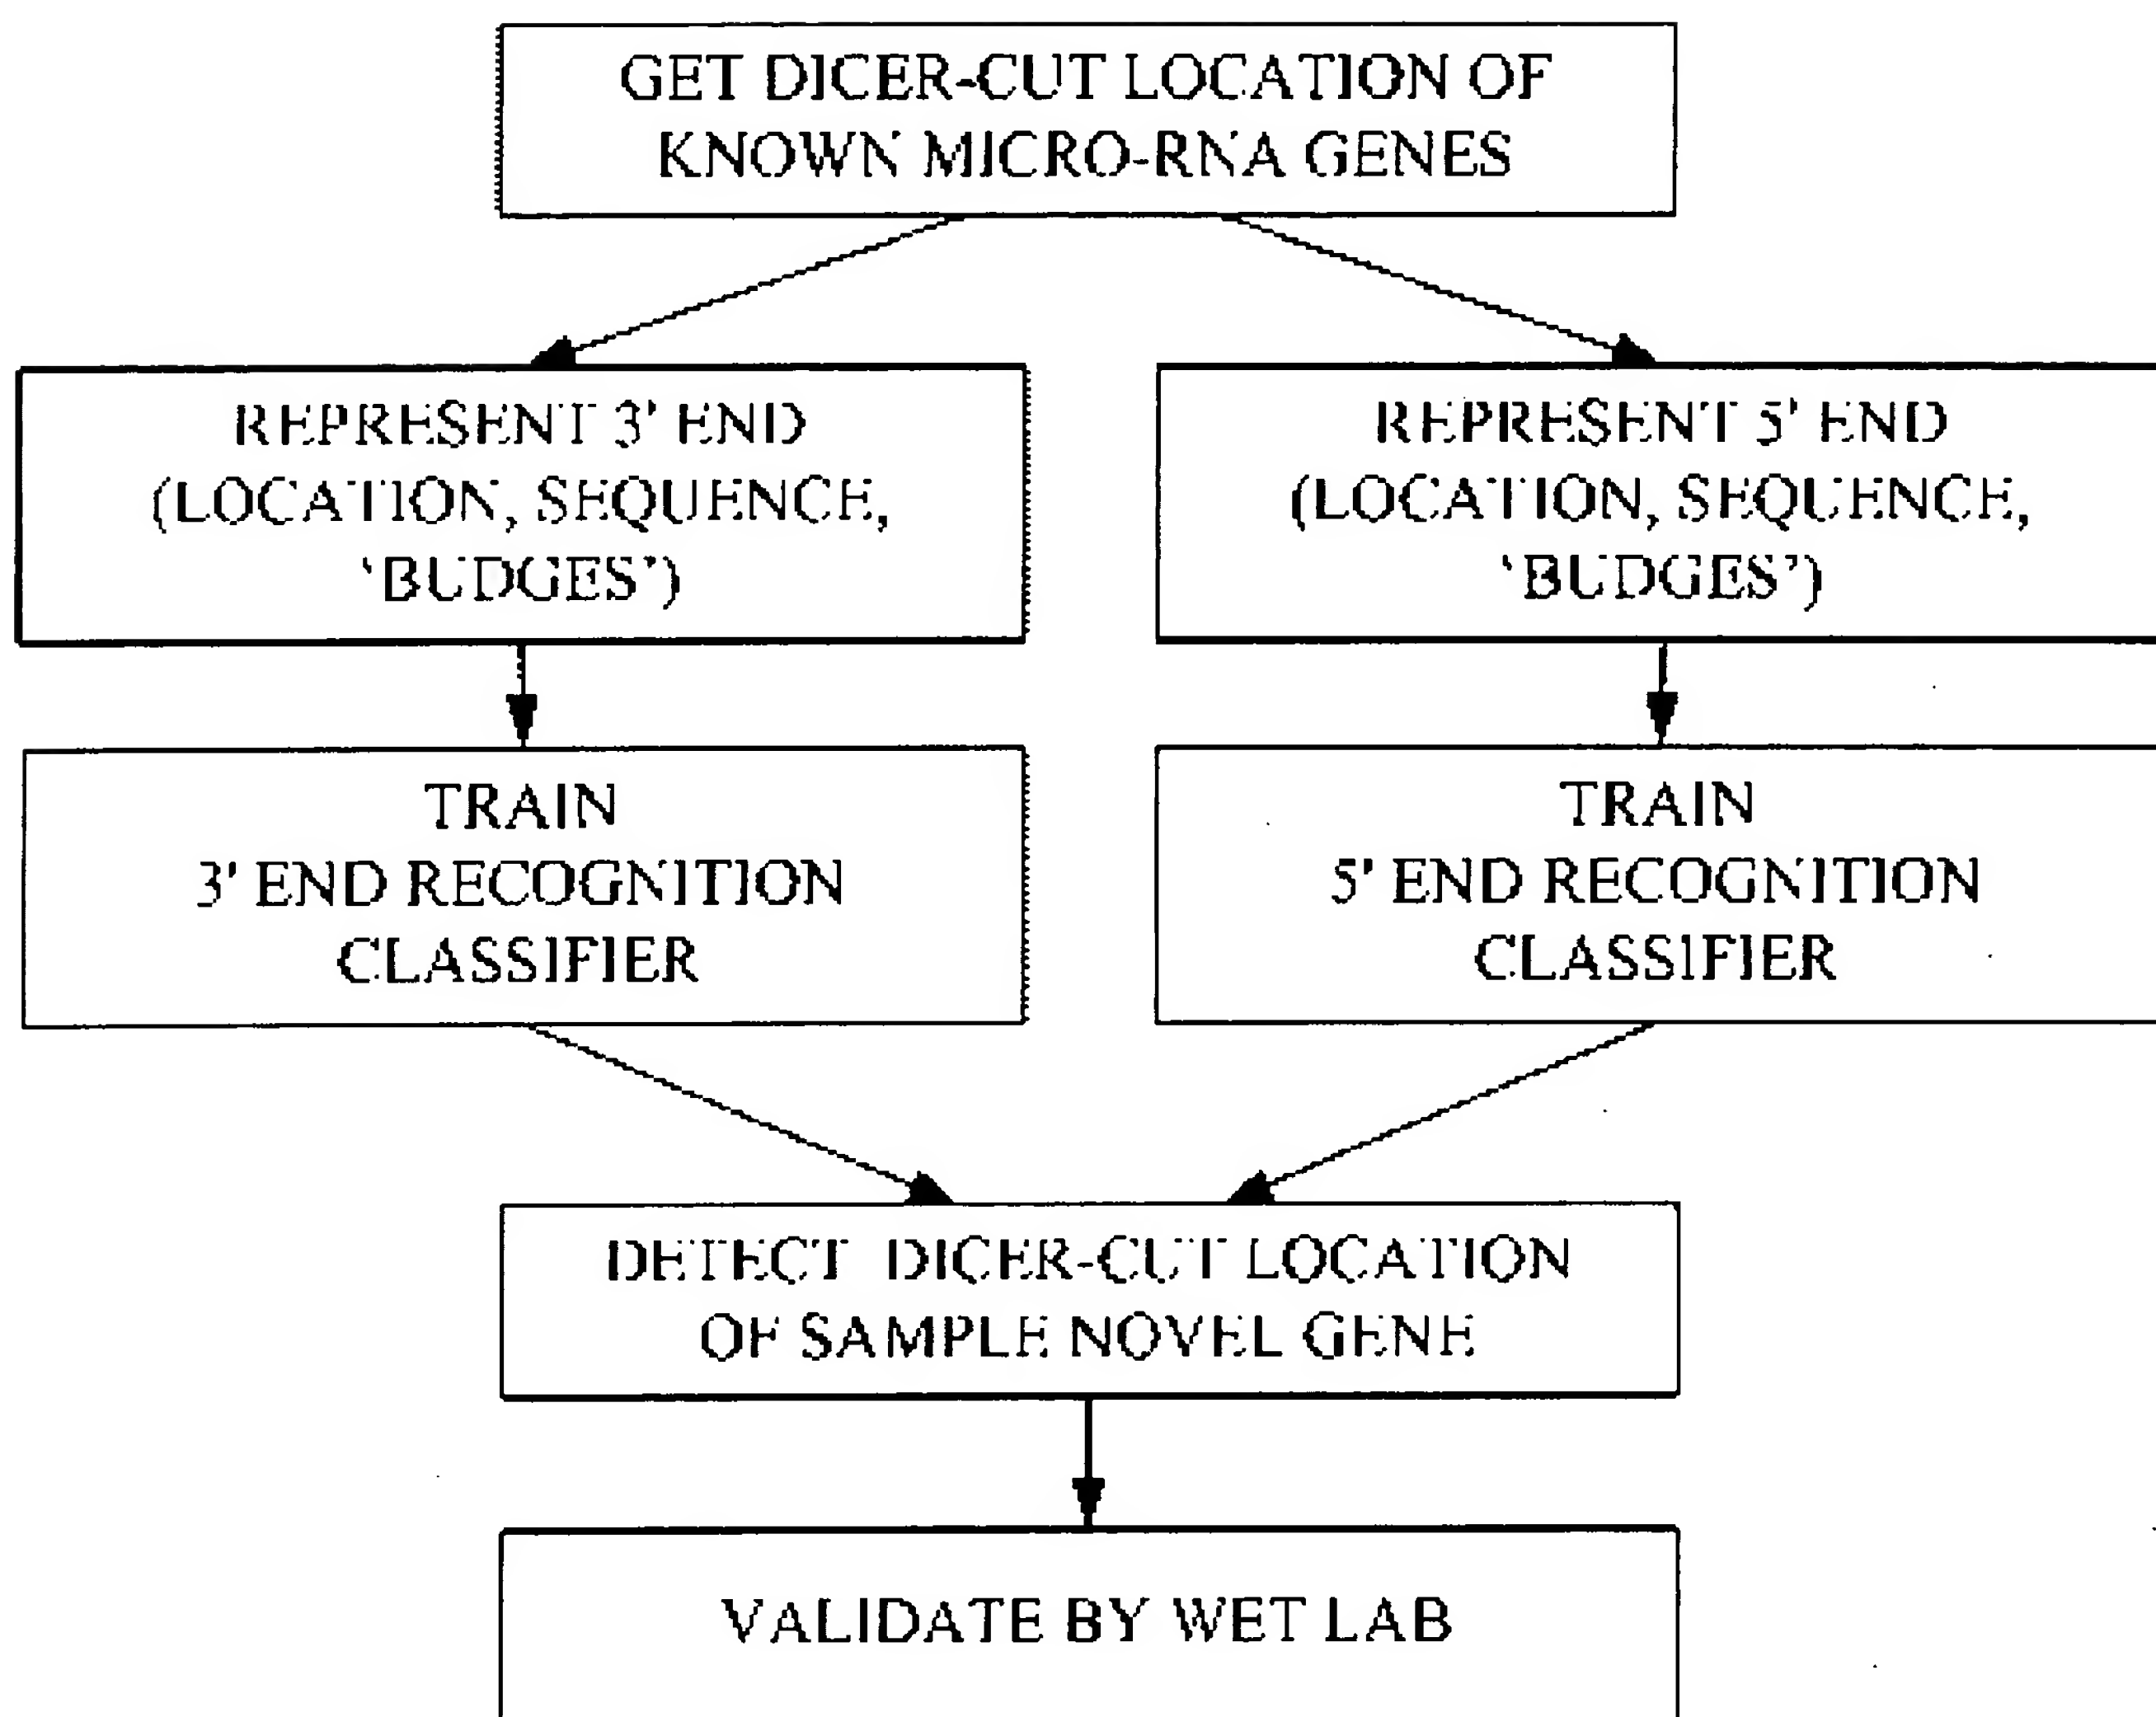 GET DICER-CUT LOCATION OF
KNOWN MICRO-RNA GENES
REPRESENT 3' END
(LOCATION, SEQUENCE,
'BUDGES')
REPRESENT 5' END
(LOCATION, SEQUENCE,
'BUDGES')
TRAIN
3' END RECOGNITION
CLASSIFIER
TRAIN
5' END RECOGNITION
CLASSIFIER
DETECT DICER-CUT LOCATION
OF SAMPLE NOVEL GENE
VALIDATE BY WET LAB